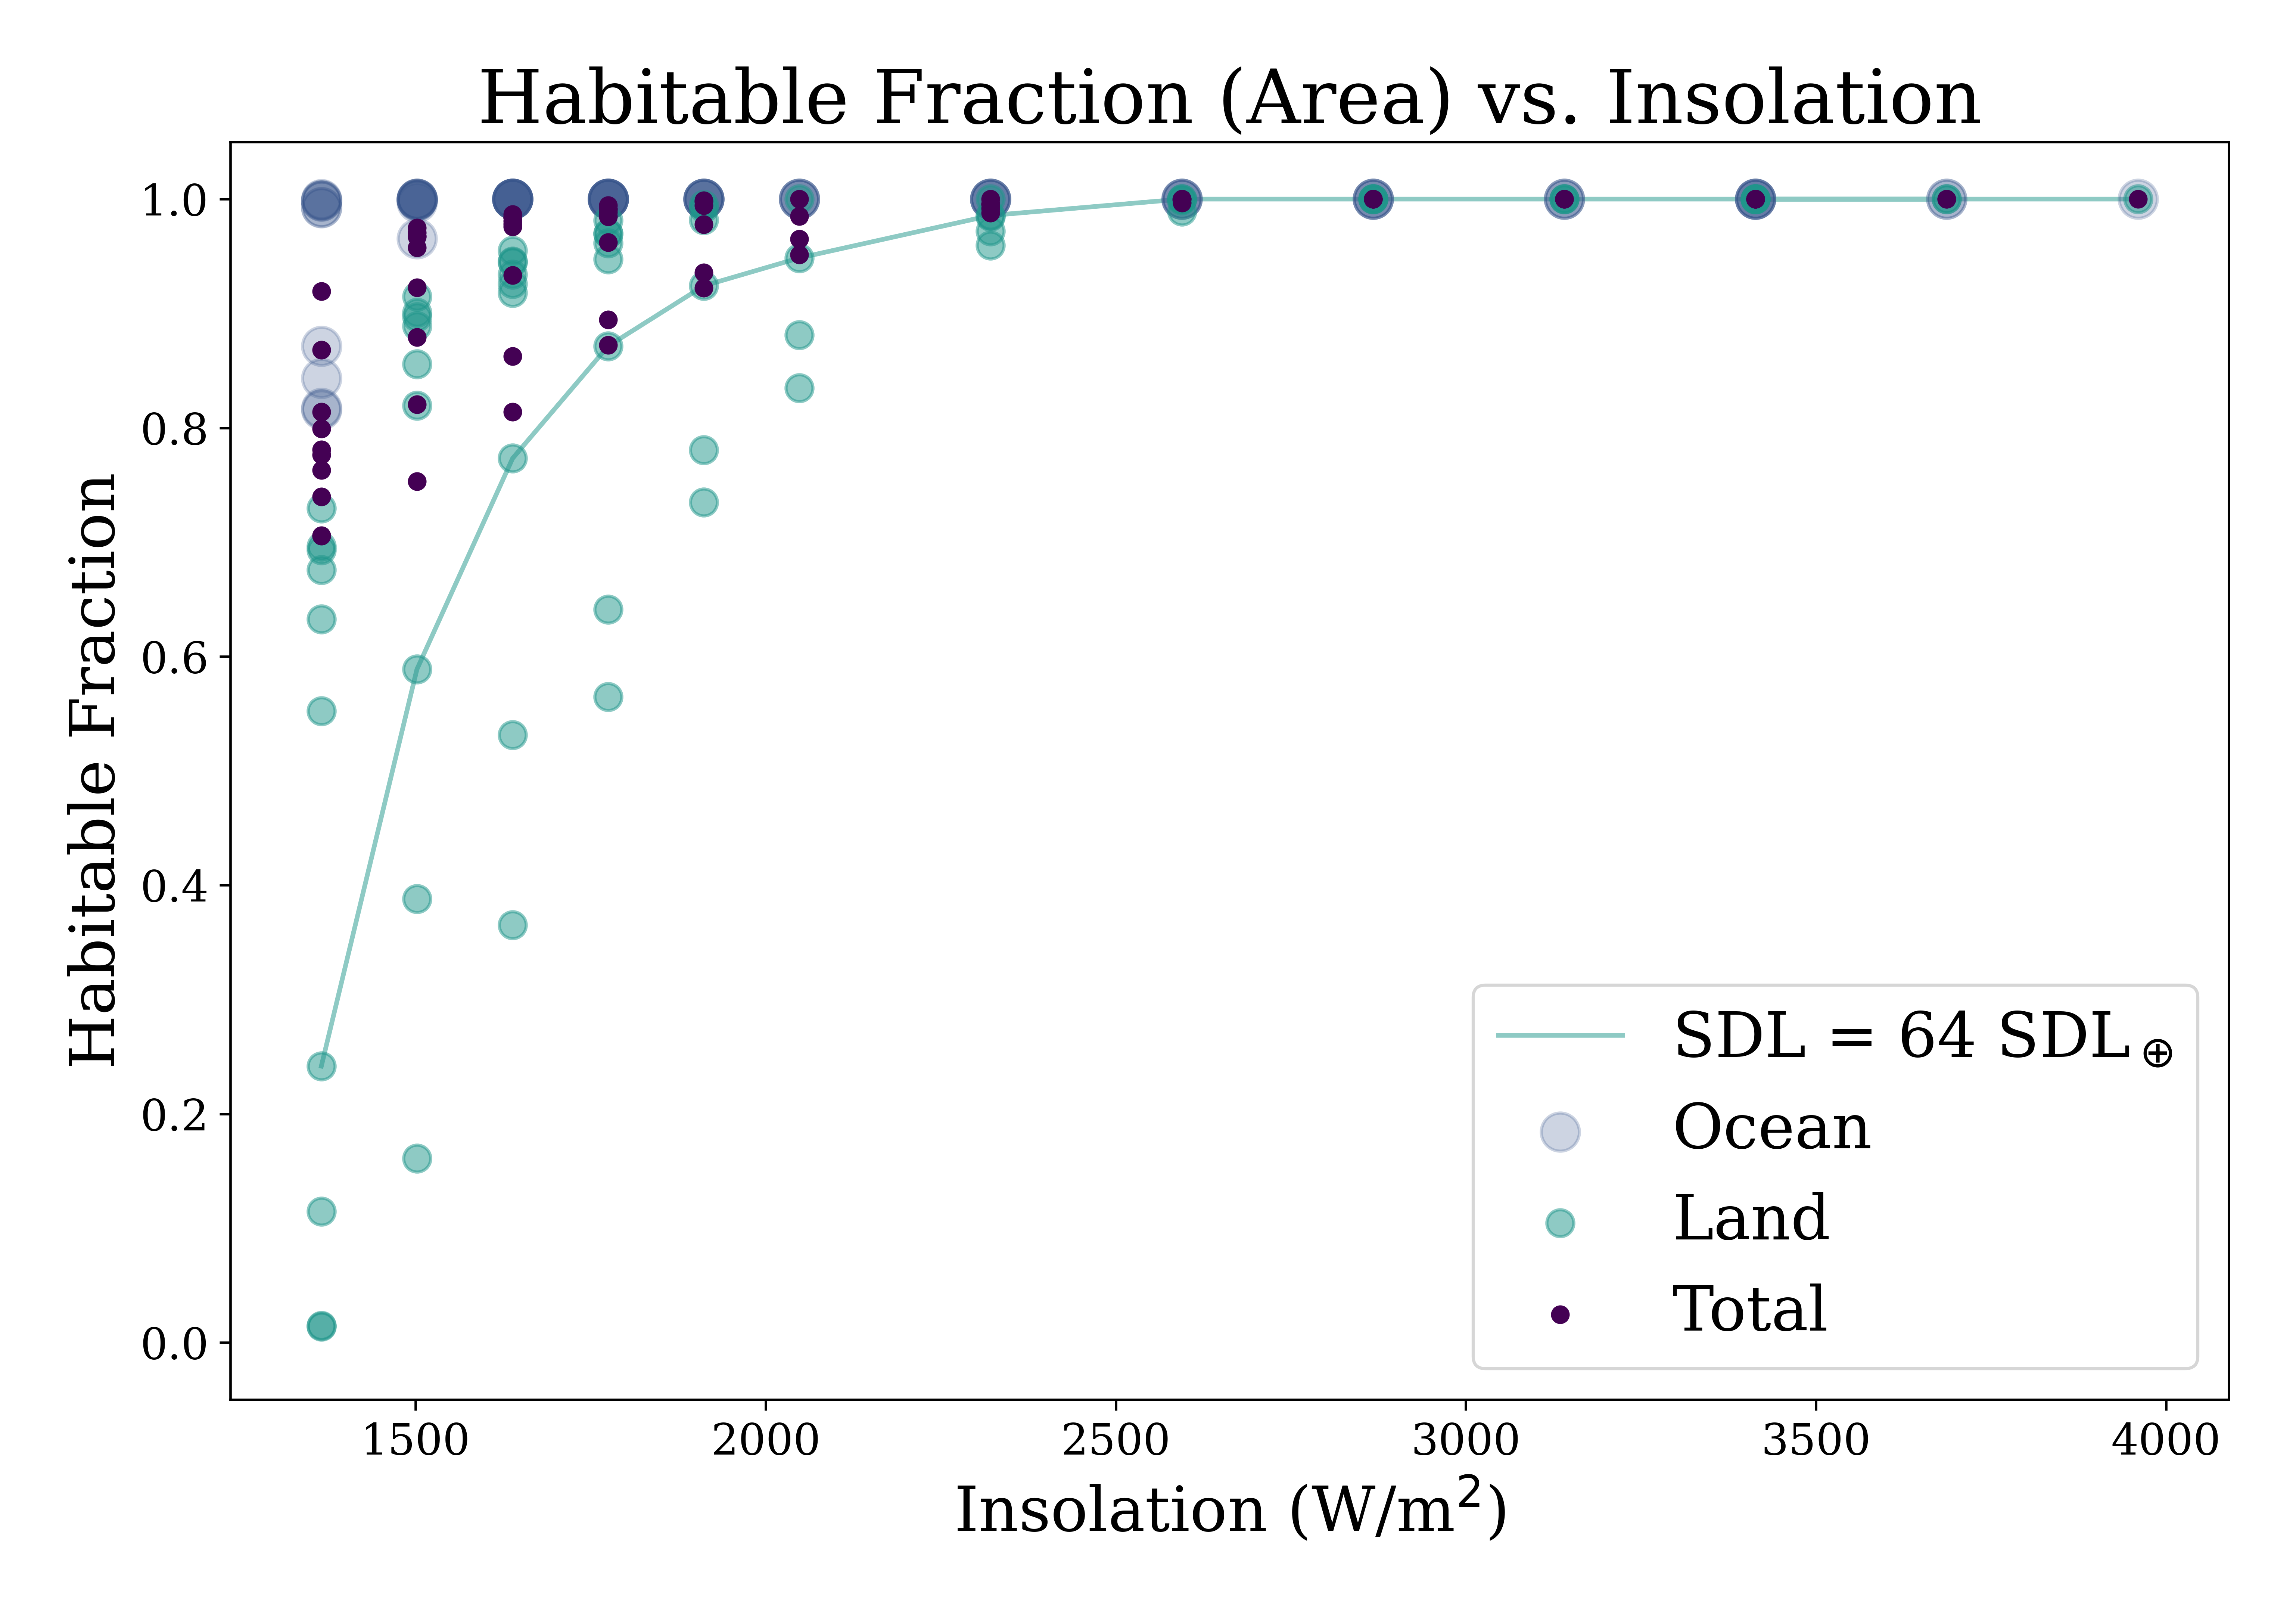 Habitable Fraction (Area) vs. Insolation
Habitable Fraction
1.0
0.8
0.6
0.4
0.2
0.0
SDL = 64 SDL⊕
Ocean
Land
Total
1500 2000 2500 3000 3500 4000
Insolation (W/m²)